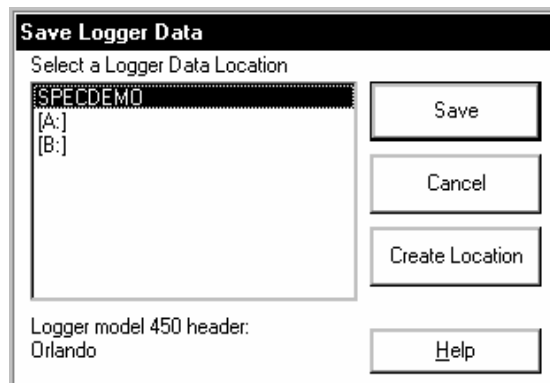 Save Logger Data
Select a Logger Data Location
SPECDEMO
[A:]
[B:]
Save
Cancel
Create Location
Logger model 450 header:
Orlando
Help